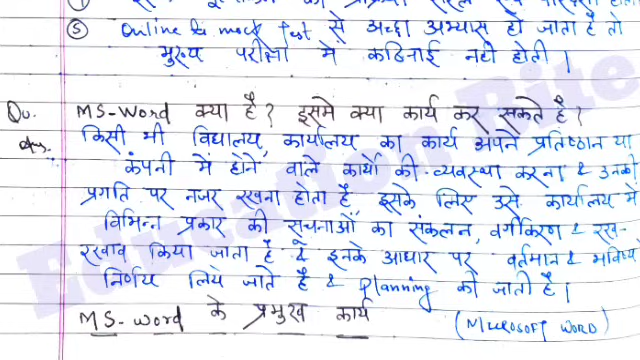 ⑤ Online & mock test से अच्छा अभ्यास हो जाता है तो
मुख्य परीक्षा मे कठिनाई नही होती।
Qu. MS-Word क्या है? इसमे क्या कार्य कर सकते है?
Ans. किसी भी विद्यालय, कार्यालय का कार्य अपने प्रतिष्ठान या
कंपनी में होने वाले कार्यो की व्यवस्था करना & उनकी
प्रगति पर नजर रखना होता है, इसके लिए उसे कार्यालय मे
विभिन्न प्रकार की सूचनाओं का संकलन, वर्गीकरण & रख-
रखाव किया जाता है & इनके आधार पर वर्तमान & भविष्य
निर्णय लिये जाते है & Planning की जाती है।
MS-Word के प्रमुख कार्य (MICROSOFT WORD)
Education Rite